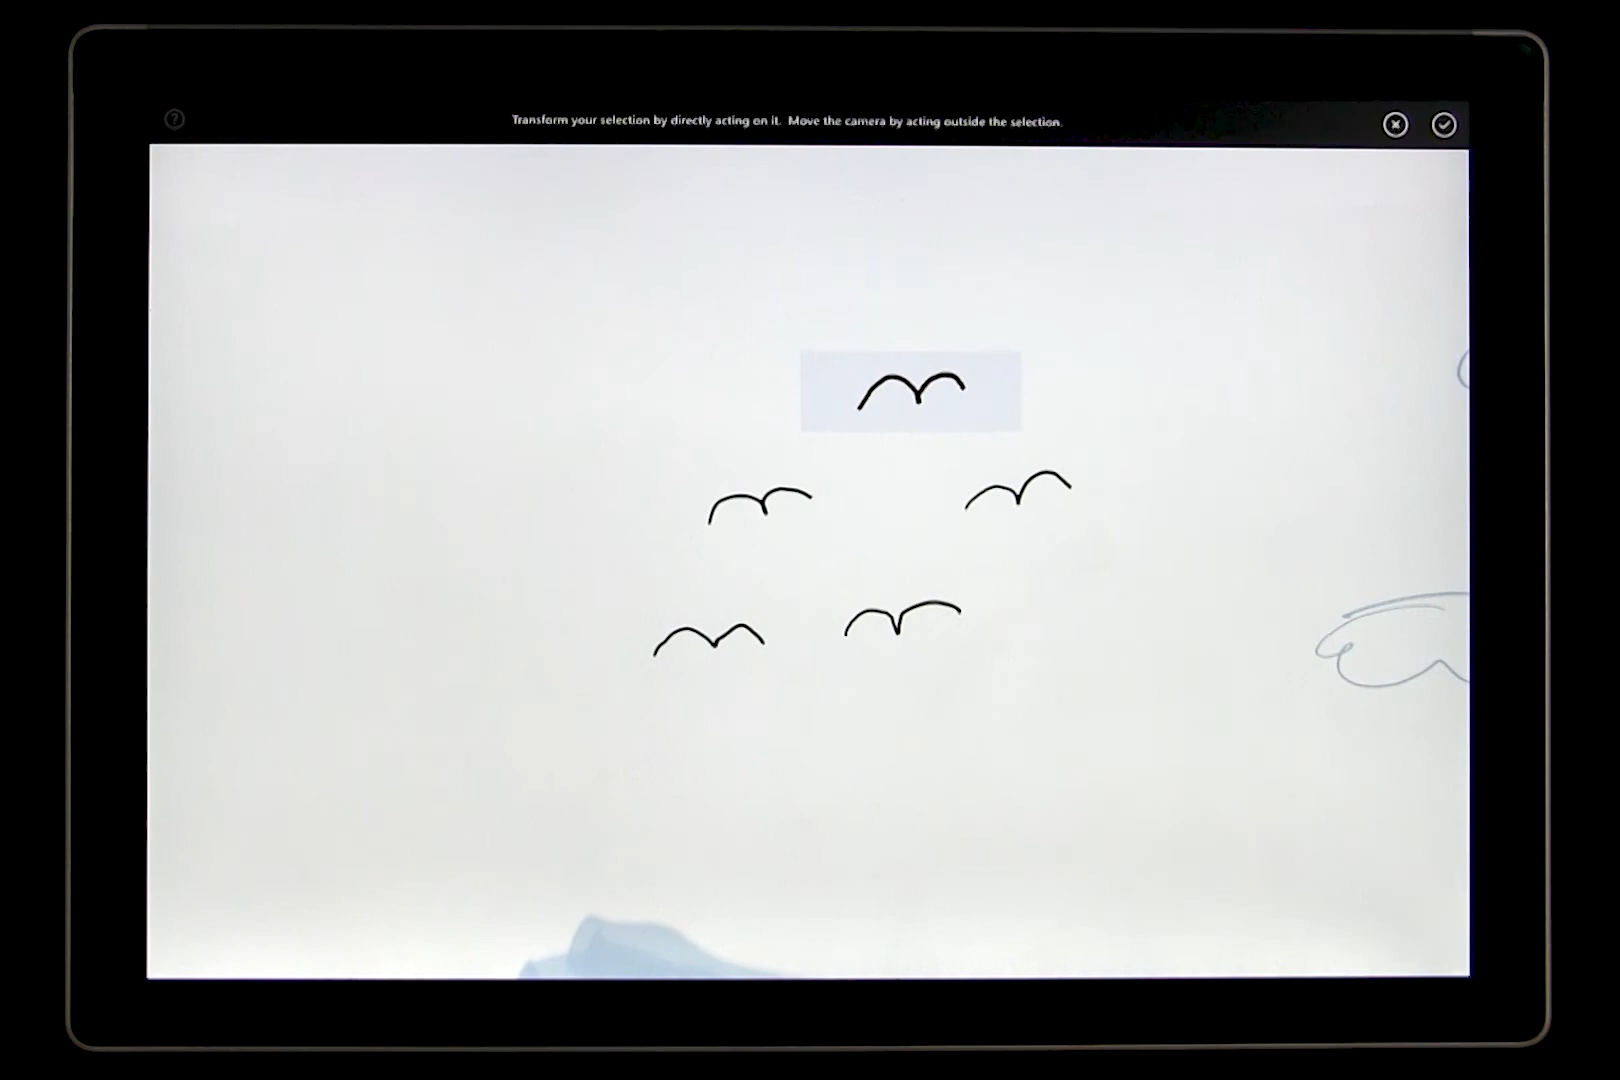 ?
Transform your selection by directly acting on it. Move the camera by acting outside the selection.